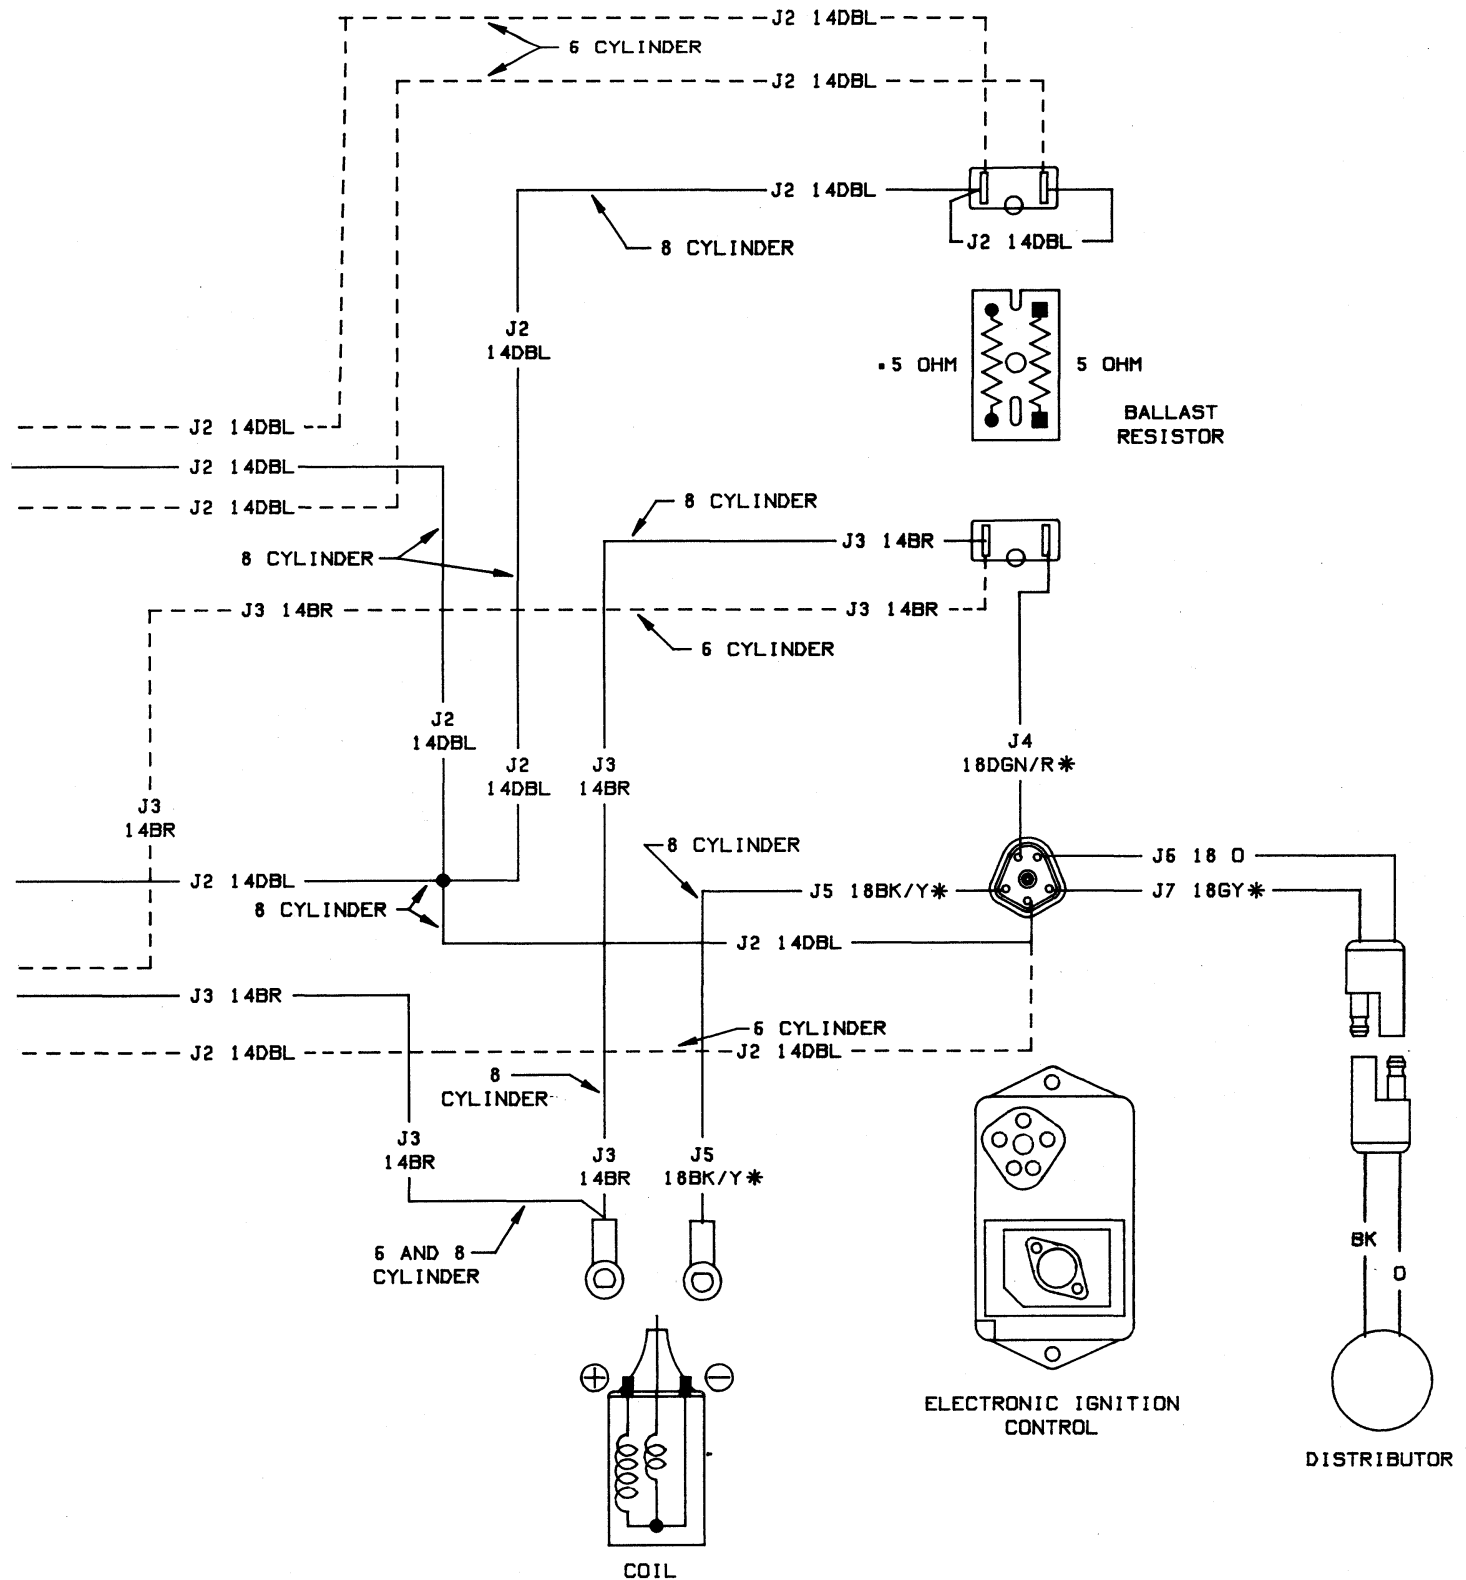 J2 14DBL
6 CYLINDER
J2 14DBL
J2 14DBL
J2 14DBL
8 CYLINDER
J2
14DBL
.5 OHM
5 OHM
BALLAST
RESISTOR
J2 14DBL
J2 14DBL
J2 14DBL
8 CYLINDER
J3 14BR
8 CYLINDER
J3 14BR
J3 14BR
6 CYLINDER
J2
14DBL
J2
14DBL
J3
14BR
J4
18DGN/R*
J3
14BR
8 CYLINDER
J6 18 O
J2 14DBL
J5 18BK/Y*
J7 18GY*
8 CYLINDER
J2 14DBL
J3 14BR
6 CYLINDER
J2 14DBL
J2 14DBL
8
CYLINDER
J3
14BR
J3
14BR
J5
18BK/Y*
6 AND 8
CYLINDER
BK
O
+
−
ELECTRONIC IGNITION
CONTROL
DISTRIBUTOR
COIL